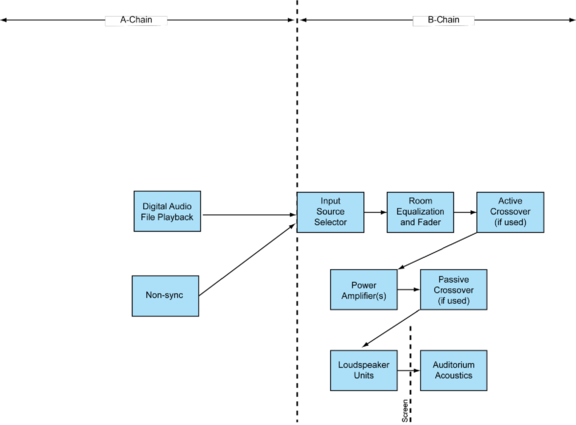 A-Chain
B-Chain
Digital Audio
File Playback
Input
Source
Selector
Room
Equalization
and Fader
Active
Crossover
(if used)
Non-sync
Power
Amplifier(s)
Passive
Crossover
(if used)
Loudspeaker
Units
Screen
Auditorium
Acoustics